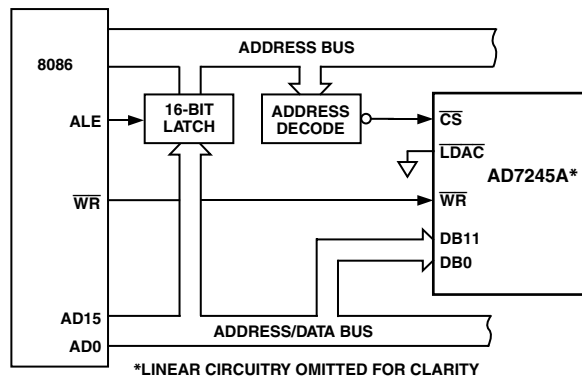 ADDRESS BUS
8086
16-BIT
LATCH
ADDRESS
DECODE
ALE
CS
LDAC
AD7245A*
WR
WR
DB11
DB0
AD15
ADDRESS/DATA BUS
AD0
*LINEAR CIRCUITRY OMITTED FOR CLARITY